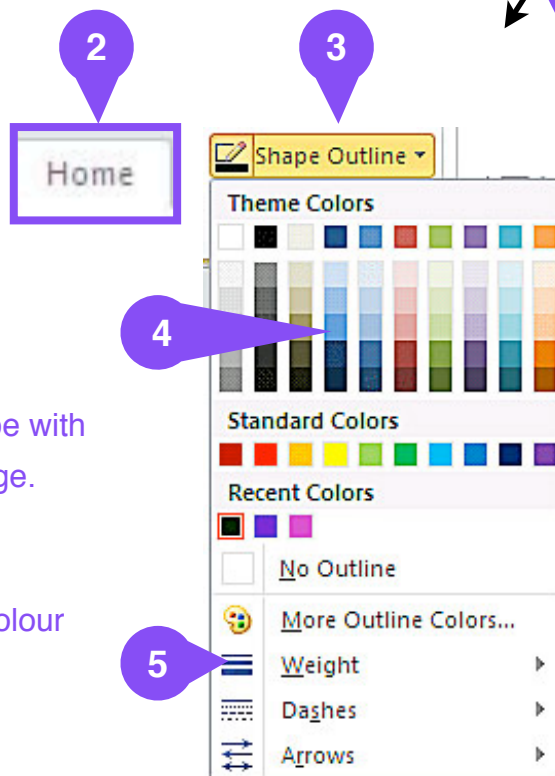 2
3
Home
Shape Outline
Theme Colors
4
with
Standard Colors
Recent Colors
No Outline
olour
More Outline Colors...
5
Weight
Dashes
Arrows